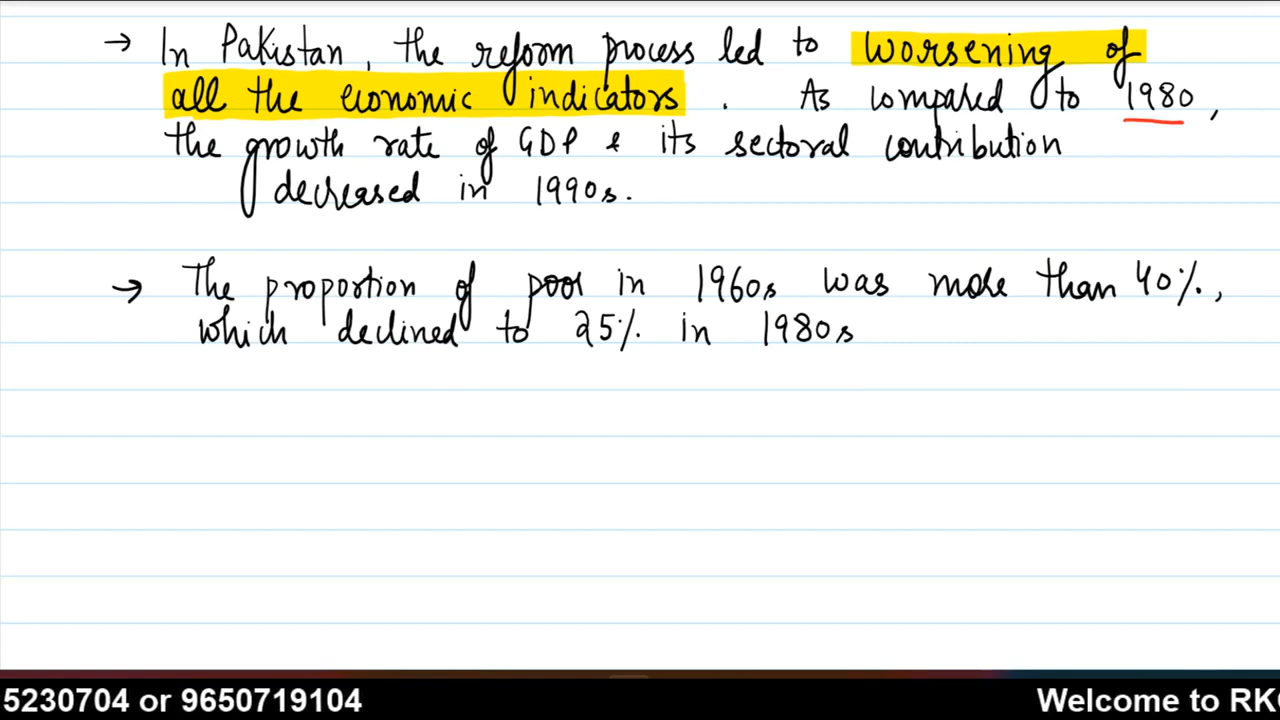 → In Pakistan, the reform process led to worsening of
all the economic indicators. As compared to 1980,
the growth rate of GDP & its sectoral contribution
decreased in 1990s.
→ The proportion of poor in 1960s was more than 40%,
which declined to 25% in 1980s
5230704 or 9650719104 Welcome to RK